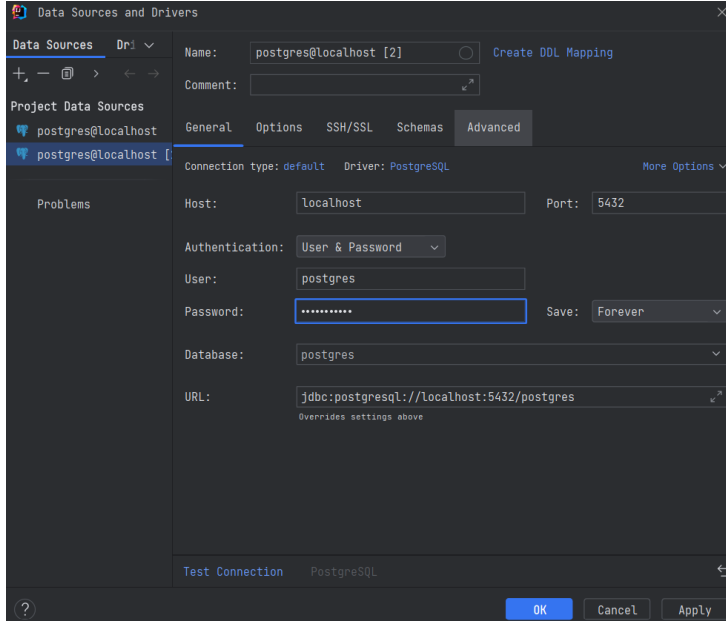 Data Sources and Drivers
Data Sources Dri
Project Data Sources
postgres@localhost
postgres@localhost [
Problems
Name: postgres@localhost [2] Create DDL Mapping
Comment:
General Options SSH/SSL Schemas Advanced
Connection type: default Driver: PostgreSQL More Options
Host: localhost Port: 5432
Authentication: User & Password
User: postgres
Password: ••••••••••• Save: Forever
Database: postgres
URL: jdbc:postgresql://localhost:5432/postgres
Overrides settings above
Test Connection PostgreSQL
? OK Cancel Apply